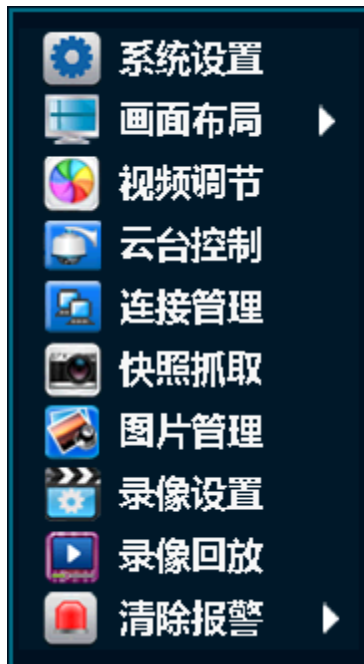 系统设置
画面布局
视频调节
云台控制
连接管理
快照抓取
图片管理
录像设置
录像回放
清除报警